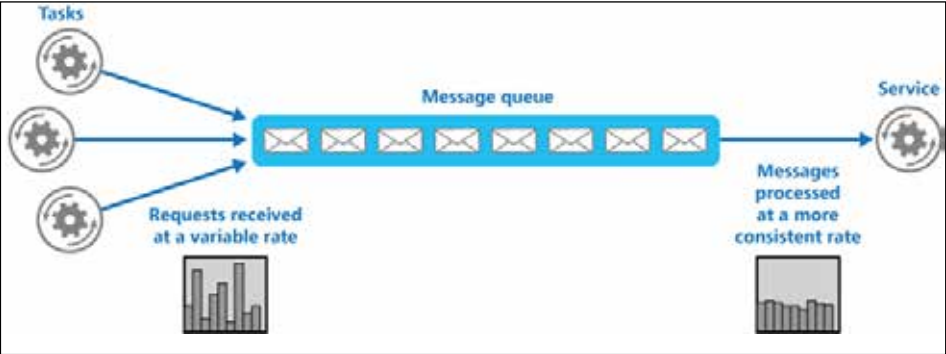 Tasks
Message queue
Service
Requests received
at a variable rate
Messages
processed
at a more
consistent rate